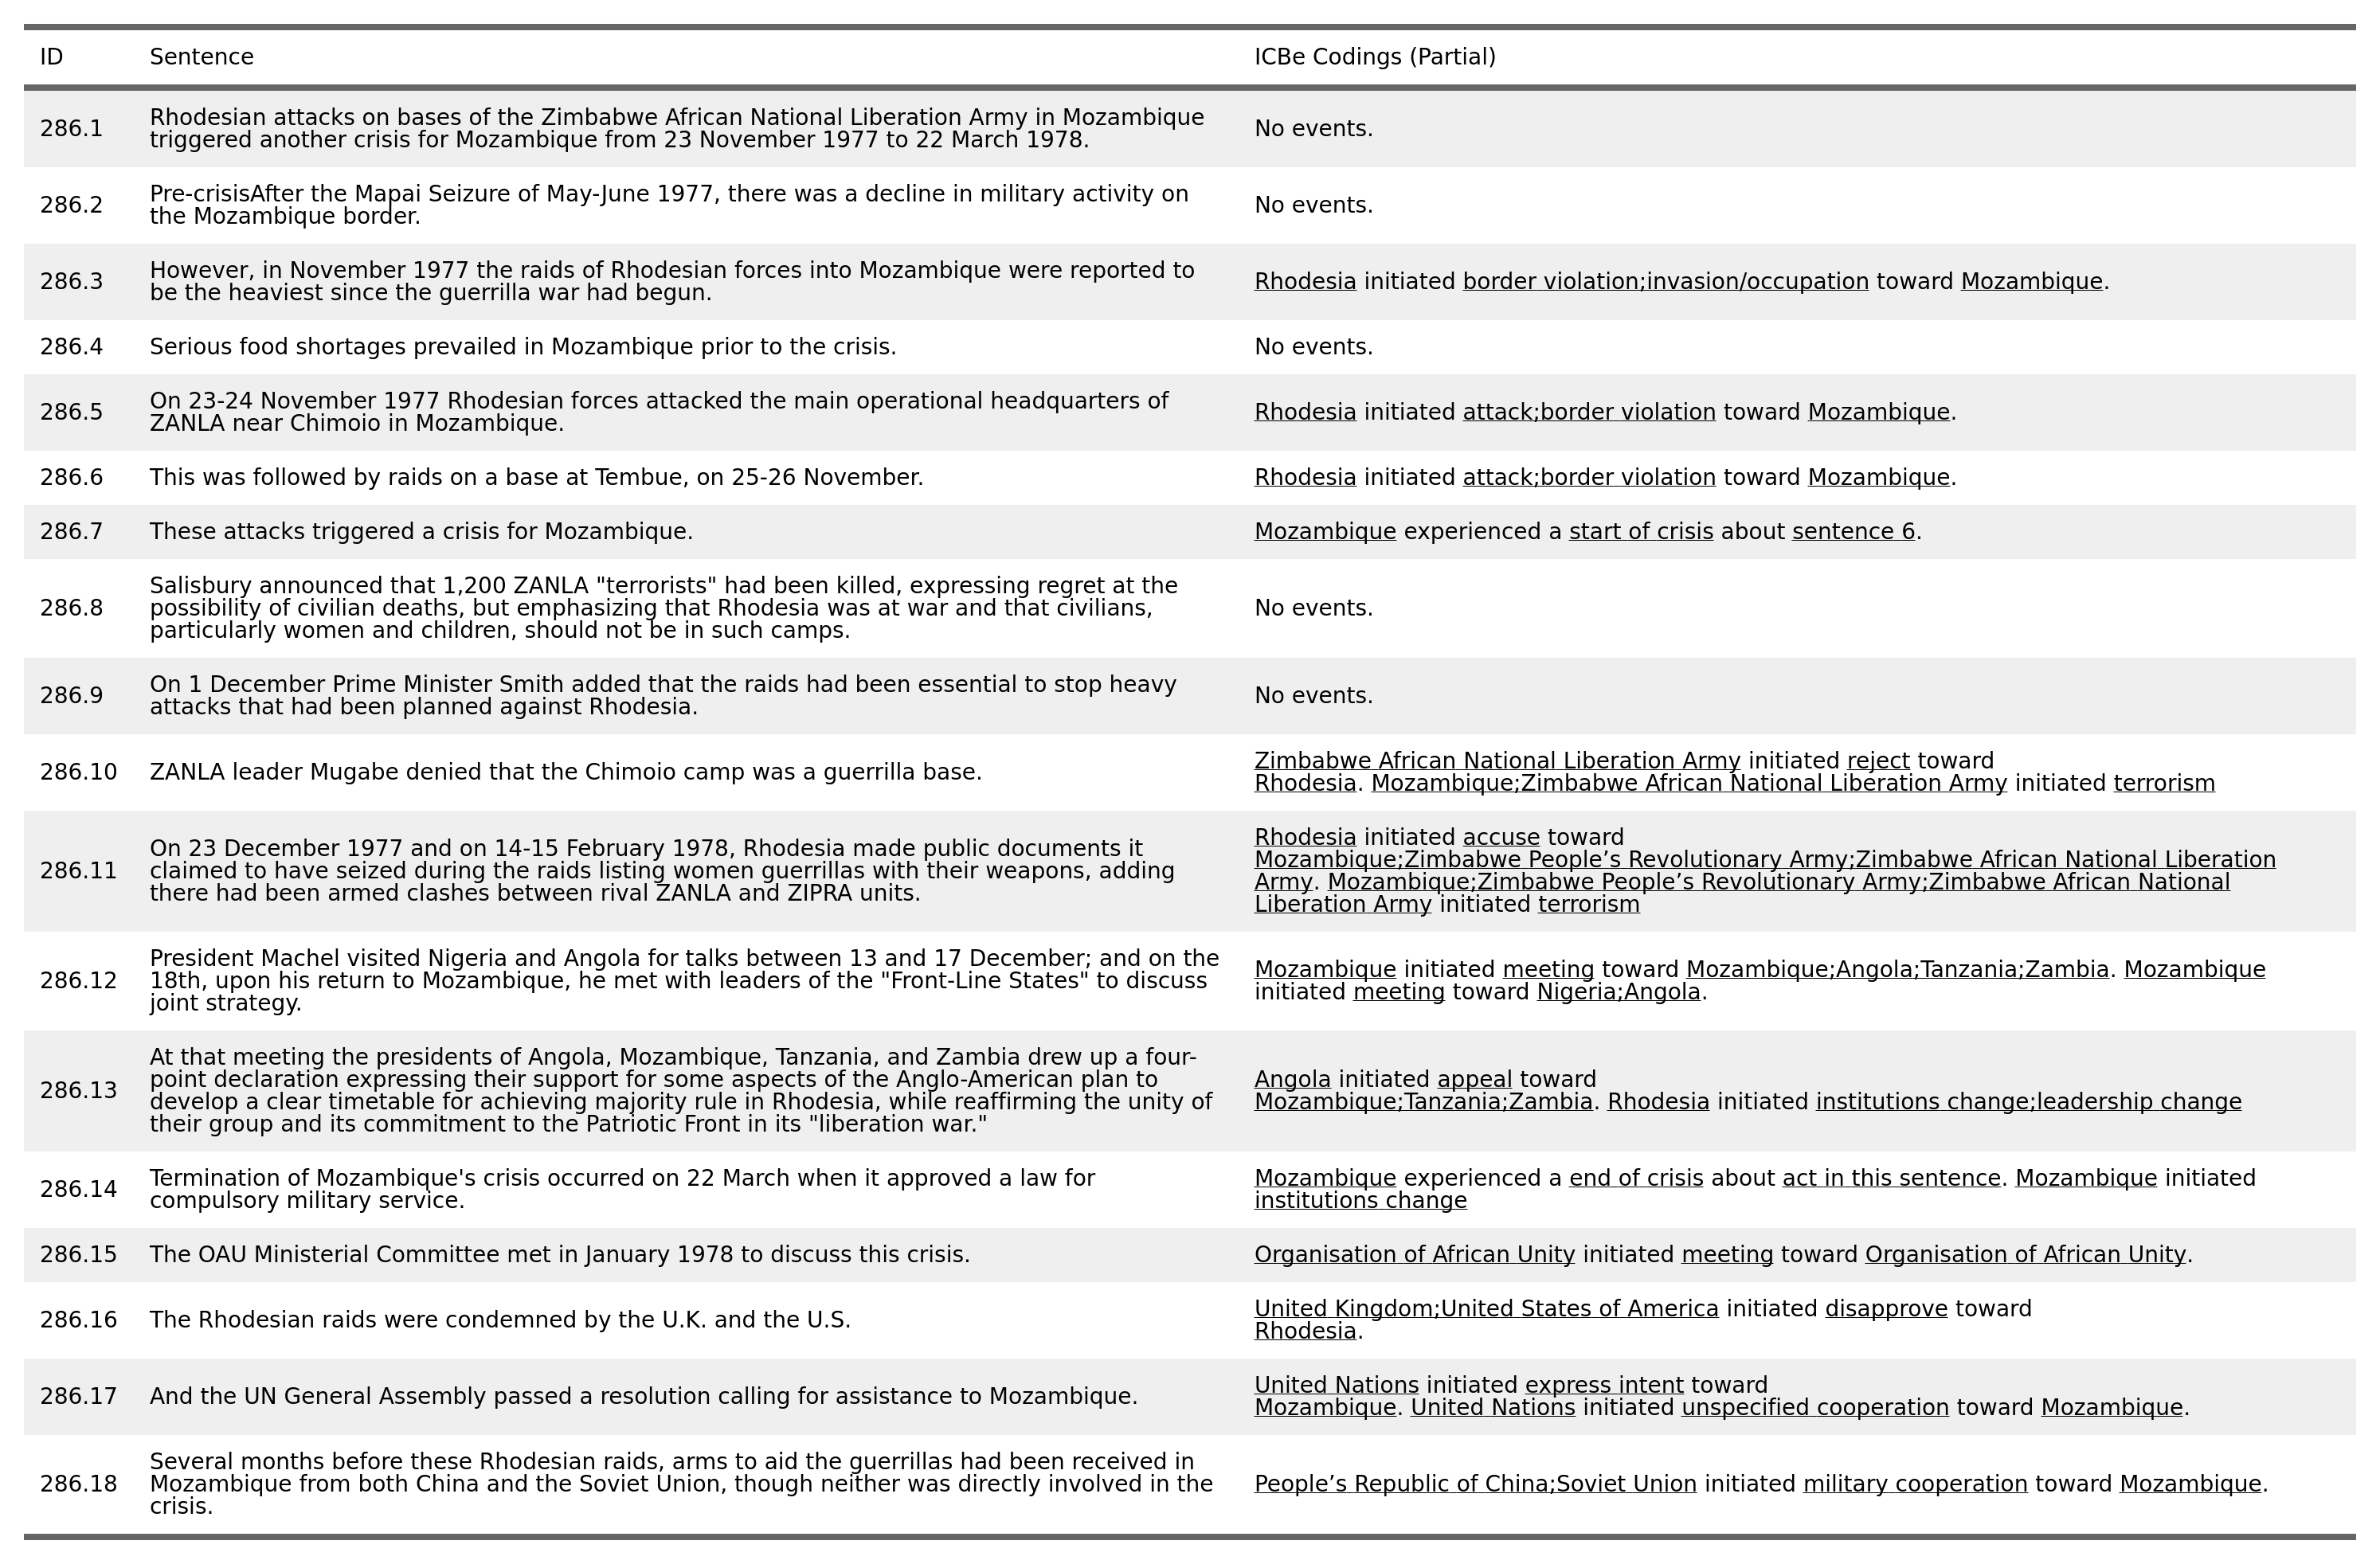 ID Sentence ICBe Codings (Partial)
286.1 Rhodesian attacks on bases of the Zimbabwe African National Liberation Army in Mozambique
triggered another crisis for Mozambique from 23 November 1977 to 22 March 1978.
No events.
286.2 Pre-crisisAfter the Mapai Seizure of May-June 1977, there was a decline in military activity on
the Mozambique border.
No events.
286.3 However, in November 1977 the raids of Rhodesian forces into Mozambique were reported to
be the heaviest since the guerrilla war had begun.
Rhodesia initiated border violation;invasion/occupation toward Mozambique.
286.4 Serious food shortages prevailed in Mozambique prior to the crisis.
No events.
286.5 On 23-24 November 1977 Rhodesian forces attacked the main operational headquarters of
ZANLA near Chimoio in Mozambique.
Rhodesia initiated attack;border violation toward Mozambique.
286.6 This was followed by raids on a base at Tembue, on 25-26 November.
Rhodesia initiated attack;border violation toward Mozambique.
286.7 These attacks triggered a crisis for Mozambique.
Mozambique experienced a start of crisis about sentence 6.
286.8 Salisbury announced that 1,200 ZANLA "terrorists" had been killed, expressing regret at the
possibility of civilian deaths, but emphasizing that Rhodesia was at war and that civilians,
particularly women and children, should not be in such camps.
No events.
286.9 On 1 December Prime Minister Smith added that the raids had been essential to stop heavy
attacks that had been planned against Rhodesia.
No events.
286.10 ZANLA leader Mugabe denied that the Chimoio camp was a guerrilla base.
Zimbabwe African National Liberation Army initiated reject toward
Rhodesia. Mozambique;Zimbabwe African National Liberation Army initiated terrorism
286.11 On 23 December 1977 and on 14-15 February 1978, Rhodesia made public documents it
claimed to have seized during the raids listing women guerrillas with their weapons, adding
there had been armed clashes between rival ZANLA and ZIPRA units.
Rhodesia initiated accuse toward
Mozambique;Zimbabwe People’s Revolutionary Army;Zimbabwe African National Liberation
Army. Mozambique;Zimbabwe People’s Revolutionary Army;Zimbabwe African National
Liberation Army initiated terrorism
286.12 President Machel visited Nigeria and Angola for talks between 13 and 17 December; and on the
18th, upon his return to Mozambique, he met with leaders of the "Front-Line States" to discuss
joint strategy.
Mozambique initiated meeting toward Mozambique;Angola;Tanzania;Zambia. Mozambique
initiated meeting toward Nigeria;Angola.
286.13 At that meeting the presidents of Angola, Mozambique, Tanzania, and Zambia drew up a four-
point declaration expressing their support for some aspects of the Anglo-American plan to
develop a clear timetable for achieving majority rule in Rhodesia, while reaffirming the unity of
their group and its commitment to the Patriotic Front in its "liberation war."
Angola initiated appeal toward
Mozambique;Tanzania;Zambia. Rhodesia initiated institutions change;leadership change
286.14 Termination of Mozambique's crisis occurred on 22 March when it approved a law for
compulsory military service.
Mozambique experienced a end of crisis about act in this sentence. Mozambique initiated
institutions change
286.15 The OAU Ministerial Committee met in January 1978 to discuss this crisis.
Organisation of African Unity initiated meeting toward Organisation of African Unity.
286.16 The Rhodesian raids were condemned by the U.K. and the U.S.
United Kingdom;United States of America initiated disapprove toward
Rhodesia.
286.17 And the UN General Assembly passed a resolution calling for assistance to Mozambique.
United Nations initiated express intent toward
Mozambique. United Nations initiated unspecified cooperation toward Mozambique.
286.18 Several months before these Rhodesian raids, arms to aid the guerrillas had been received in
Mozambique from both China and the Soviet Union, though neither was directly involved in the
crisis.
People’s Republic of China;Soviet Union initiated military cooperation toward Mozambique.